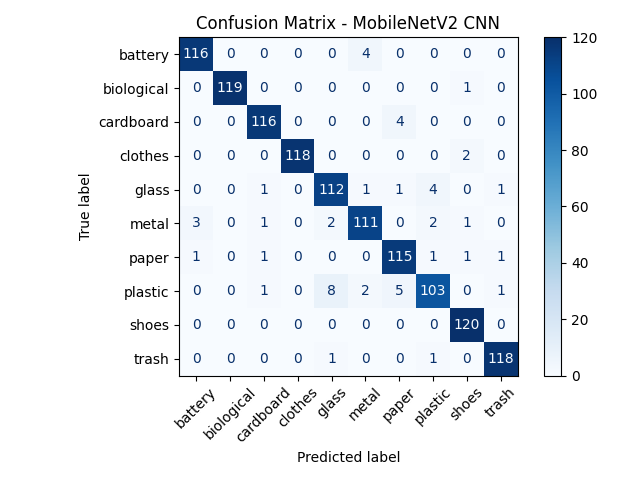 Confusion Matrix - MobileNetV2 CNN
True label
battery 116 0 0 0 0 4 0 0 0 0
biological 0 119 0 0 0 0 0 0 1 0
cardboard 0 0 116 0 0 0 4 0 0 0
clothes 0 0 0 118 0 0 0 0 2 0
glass 0 0 1 0 112 1 1 4 0 1
metal 3 0 1 0 2 111 0 2 1 0
paper 1 0 1 0 0 0 115 1 1 1
plastic 0 0 1 0 8 2 5 103 0 1
shoes 0 0 0 0 0 0 0 0 120 0
trash 0 0 0 0 1 0 0 1 0 118
battery biological cardboard clothes glass metal paper plastic shoes trash
Predicted label
120
100
80
60
40
20
0